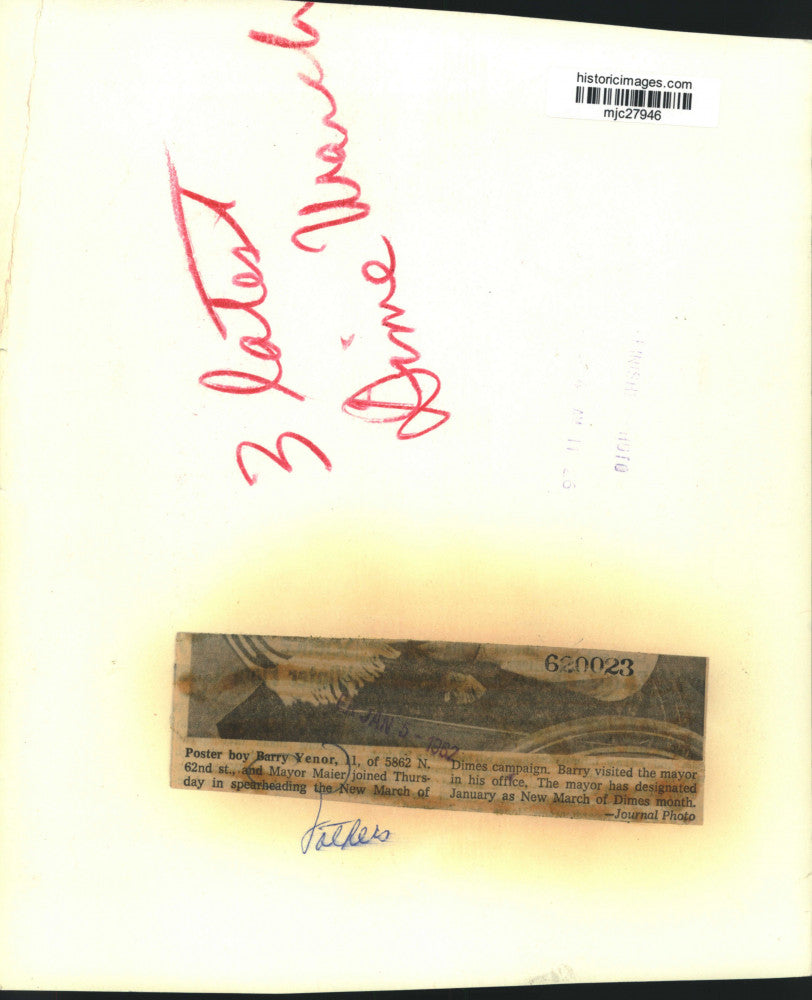 historicimages.com
mjc27946
3 lates
Dime March
620023
JAN 5 - 1962
Poster boy Barry Yenor, 11, of 5862 N.
62nd st., and Mayor Maier joined Thurs-
day in spearheading the New March of
Dimes campaign. Barry visited the mayor
in his office. The mayor has designated
January as New March of Dimes month.
—Journal Photo